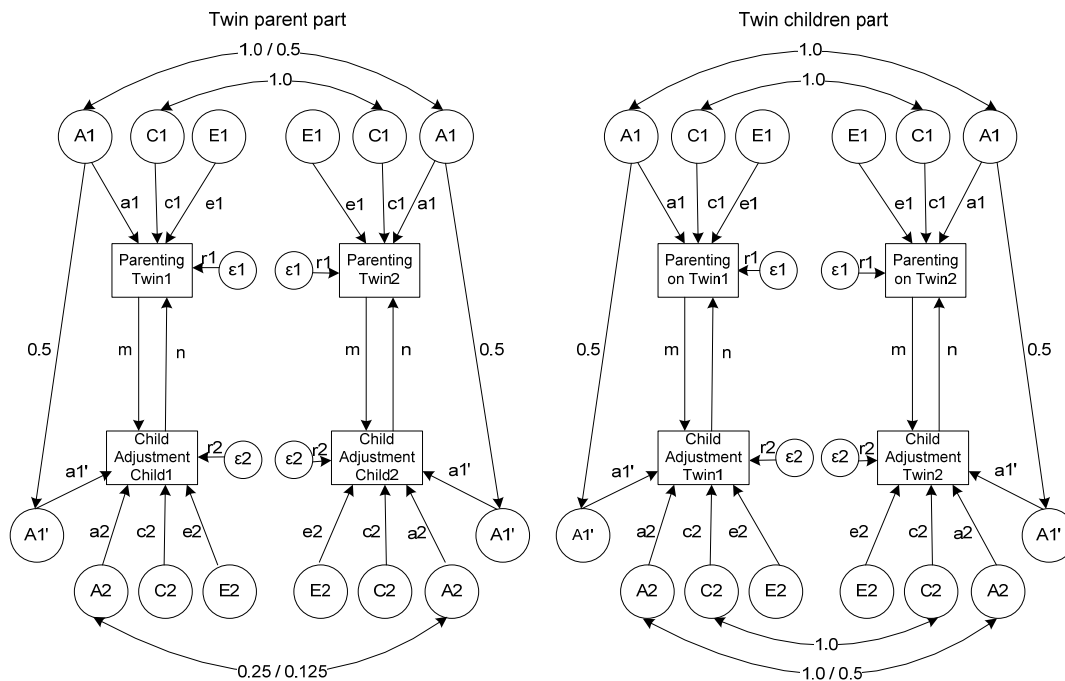 Twin parent part
1.0 / 0.5
1.0
A1 C1 E1 E1 C1 A1
a1 c1 e1 e1 c1 a1
Parenting
Twin1
r1 ε1
ε1 r1
Parenting
Twin2
0.5 m n m n 0.5
Child
Adjustment
Child1
r2 ε2
ε2 r2
Child
Adjustment
Child2
a1' a1'
A1' a2 c2 e2 e2 c2 a2 A1'
A2 C2 E2 E2 C2 A2
0.25 / 0.125
Twin children part
1.0
1.0
A1 C1 E1 E1 C1 A1
a1 c1 e1 e1 c1 a1
Parenting
on Twin1
r1 ε1
ε1 r1
Parenting
on Twin2
0.5 m n m n 0.5
Child
Adjustment
Twin1
r2 ε2
ε2 r2
Child
Adjustment
Twin2
a1' a1'
A1' a2 c2 e2 e2 c2 a2 A1'
A2 C2 E2 E2 C2 A2
1.0
1.0 / 0.5